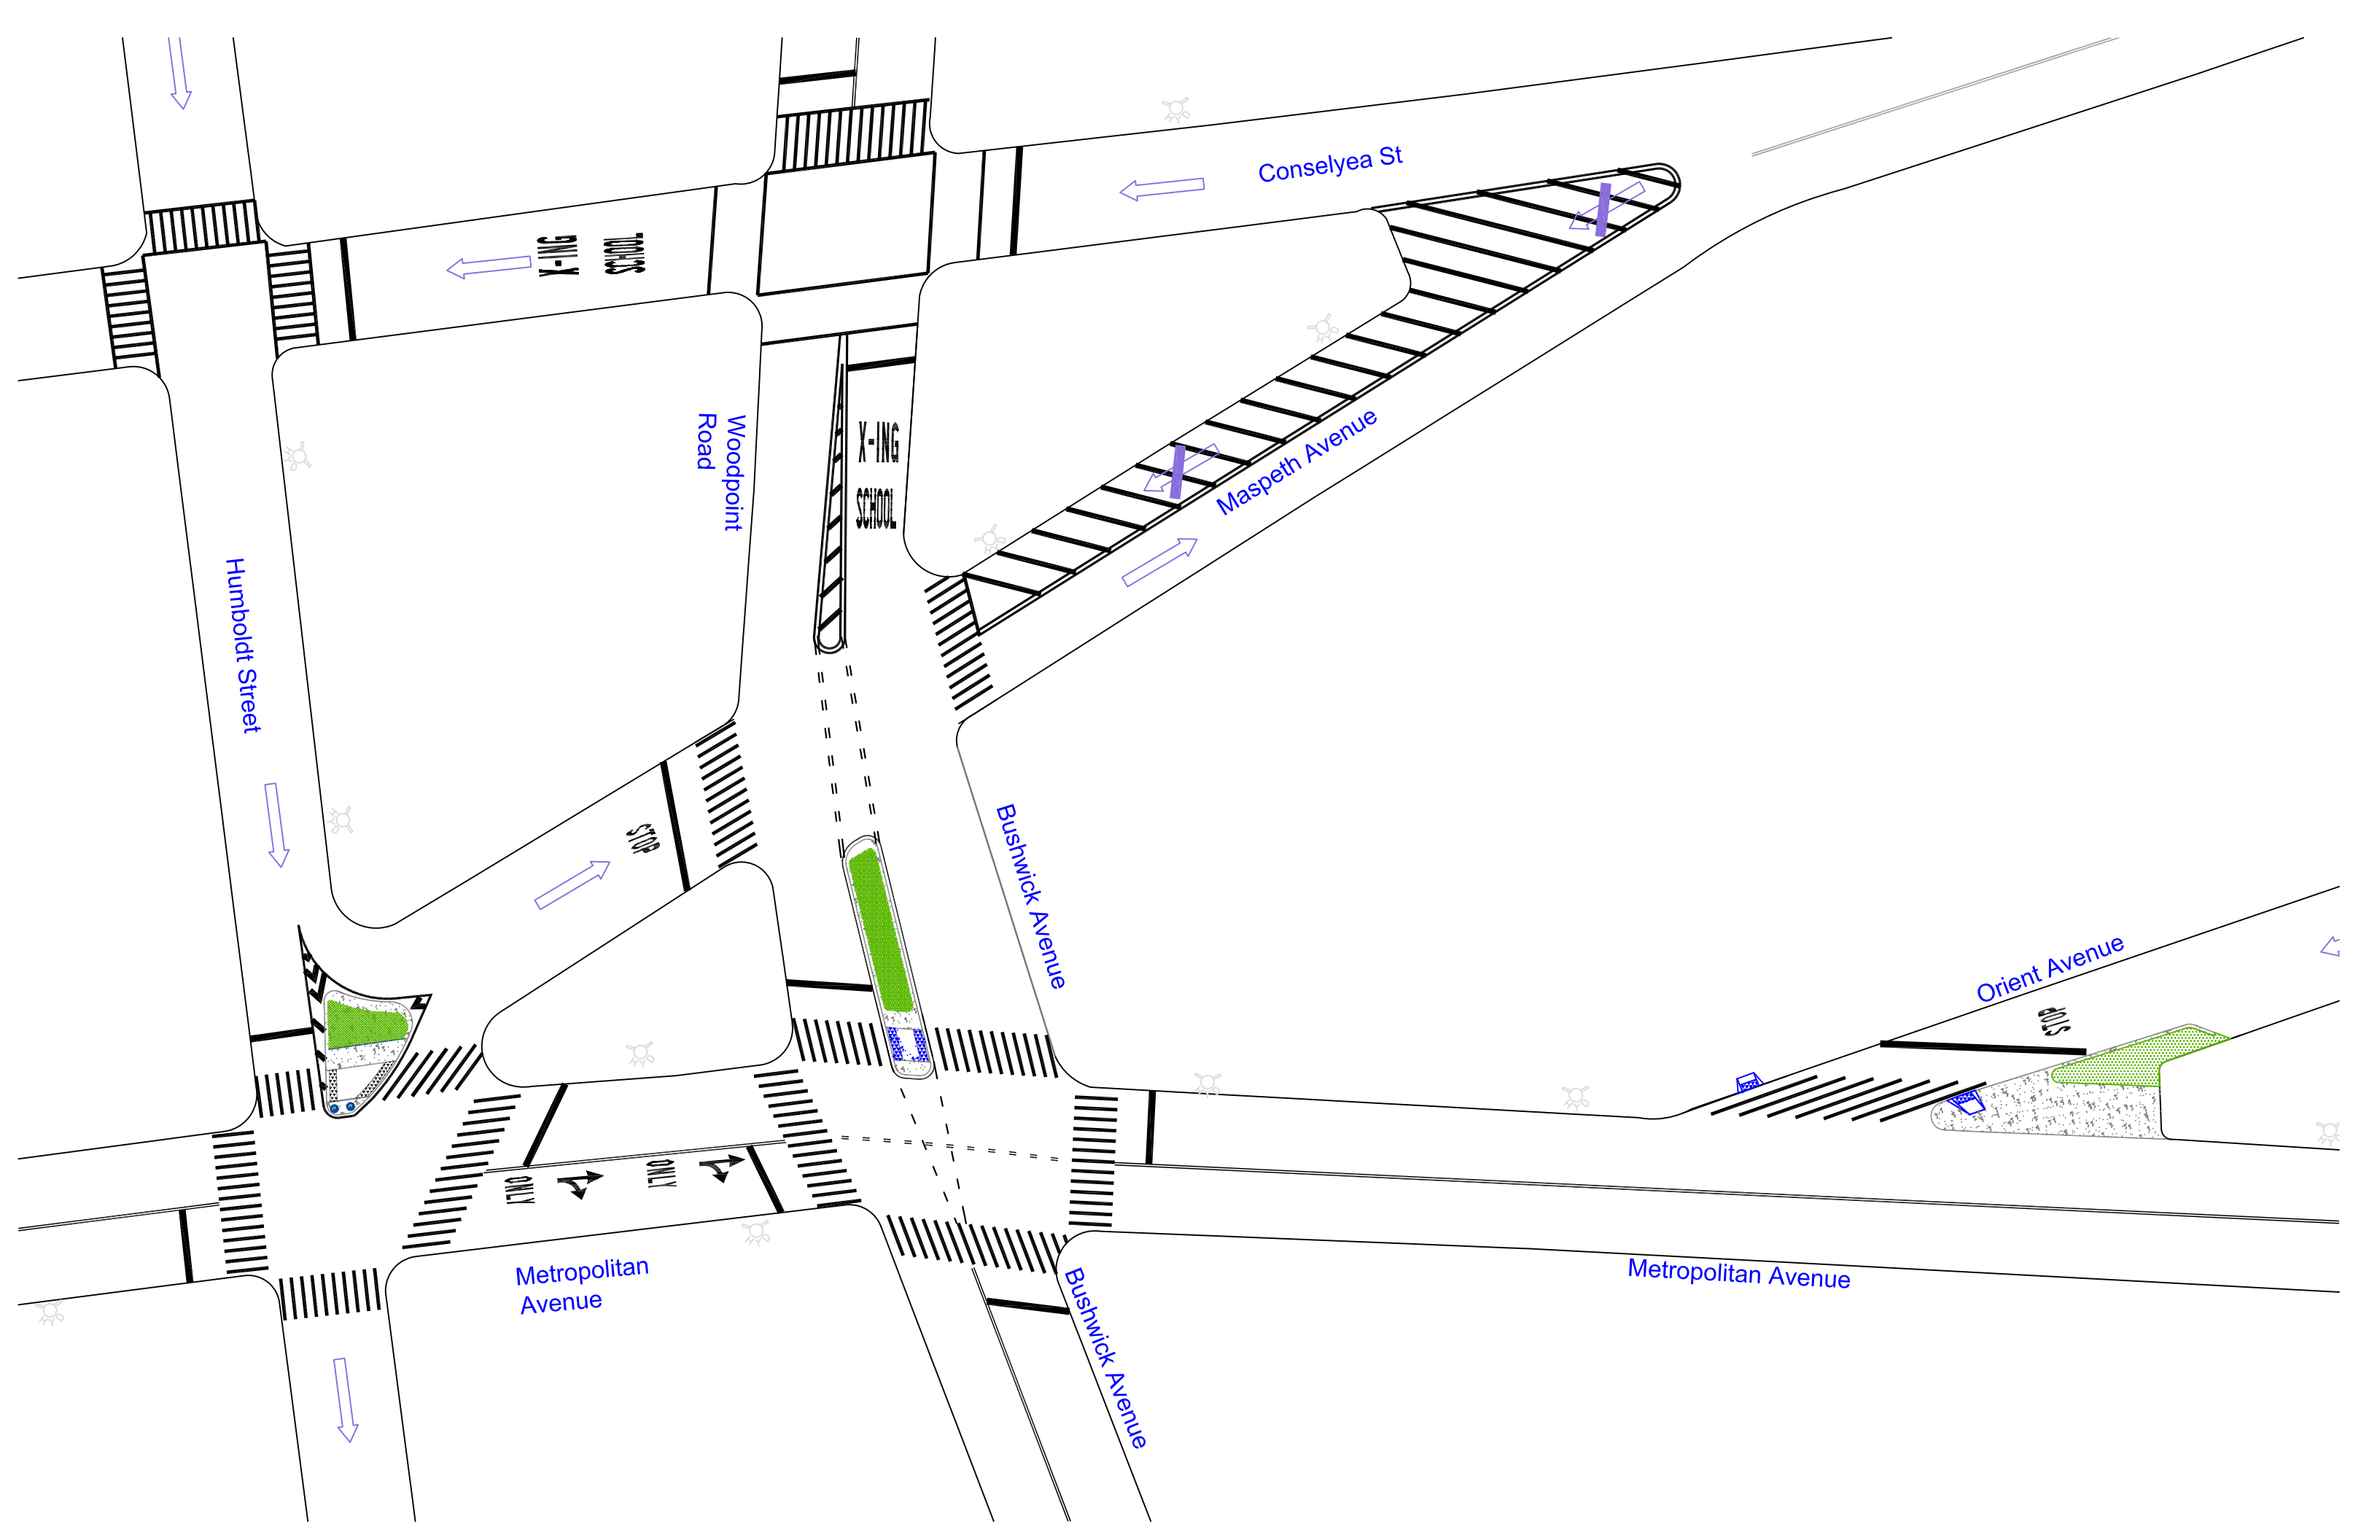 Conselyea St
X-ING
SCHOOL
Woodpoint
Road
X-ING
SCHOOL
Maspeth Avenue
Humboldt Street
STOP
Bushwick Avenue
Orient Avenue
STOP
ONLY
ONLY
Metropolitan
Avenue
Bushwick Avenue
Metropolitan Avenue